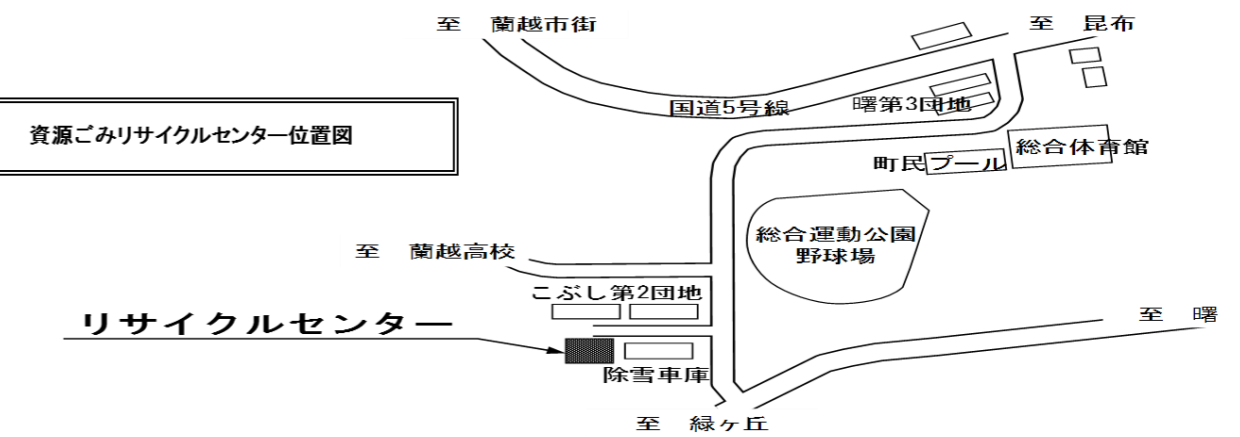 至 蘭越市街
至 昆布
国道5号線
曙第3団地
資源ごみリサイクルセンター位置図
総合体育館
町民プール
総合運動公園
野球場
至 蘭越高校
こぶし第2団地
リサイクルセンター
至 曙
除雪車庫
至 緑ヶ丘